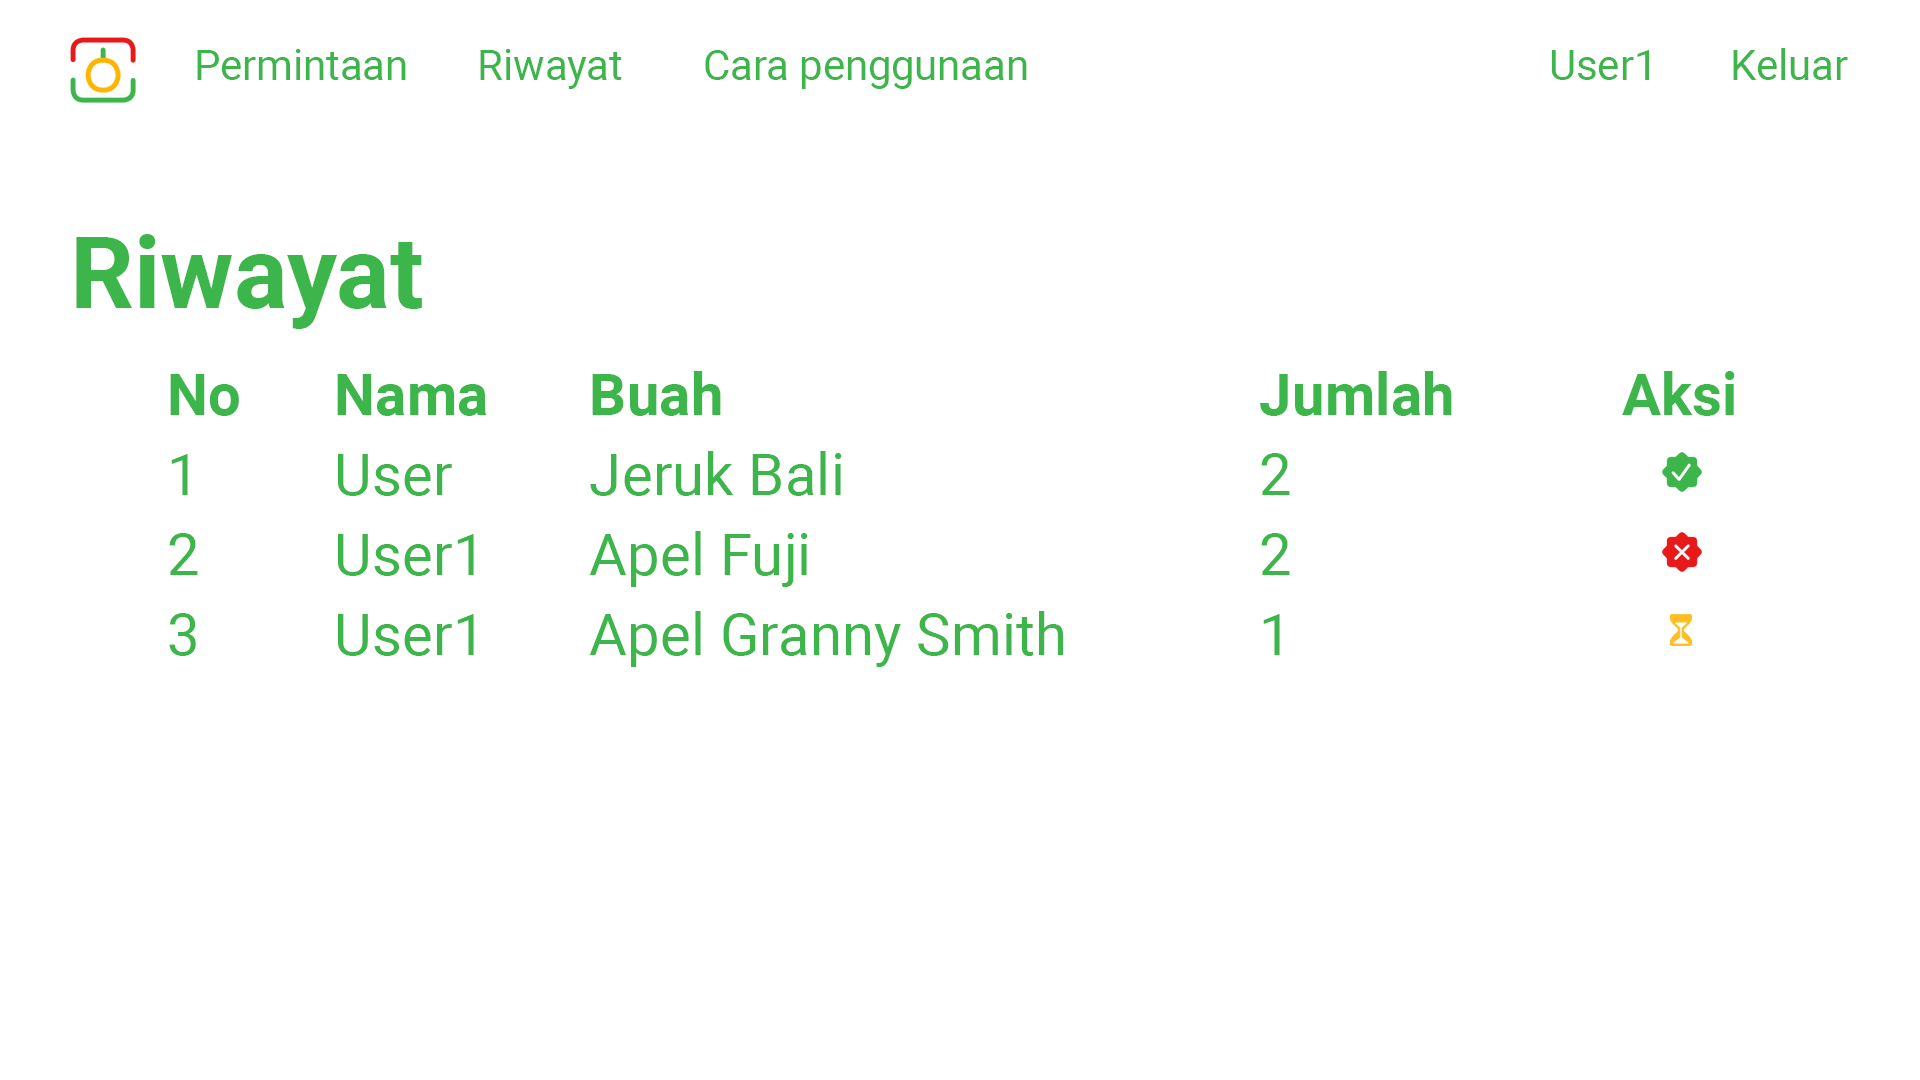 Permintaan Riwayat Cara penggunaan User1 Keluar
Riwayat
No Nama Buah Jumlah Aksi
1 User Jeruk Bali 2
2 User1 Apel Fuji 2
3 User1 Apel Granny Smith 1